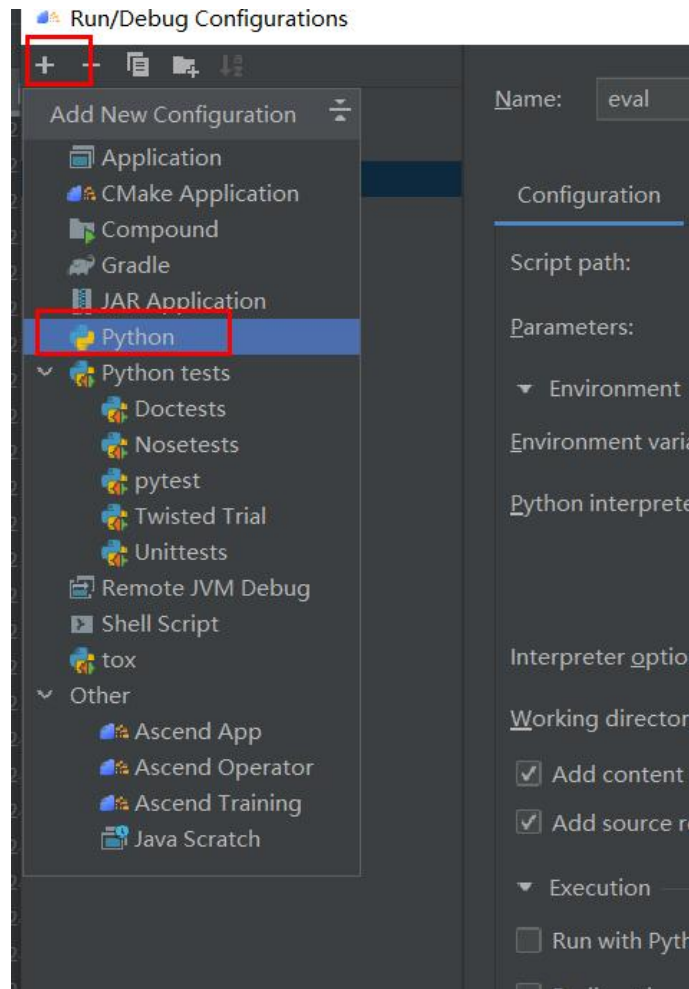 Run/Debug Configurations
Add New Configuration
Application
CMake Application
Compound
Gradle
JAR Application
Python
Python tests
Doctests
Nosetests
pytest
Twisted Trial
Unittests
Remote JVM Debug
Shell Script
tox
Other
Ascend App
Ascend Operator
Ascend Training
Java Scratch
Name: eval
Configuration
Script path:
Parameters:
Environment
Environment varia
Python interprete
Interpreter optio
Working director
Add content
Add source r
Execution
Run with Pyth